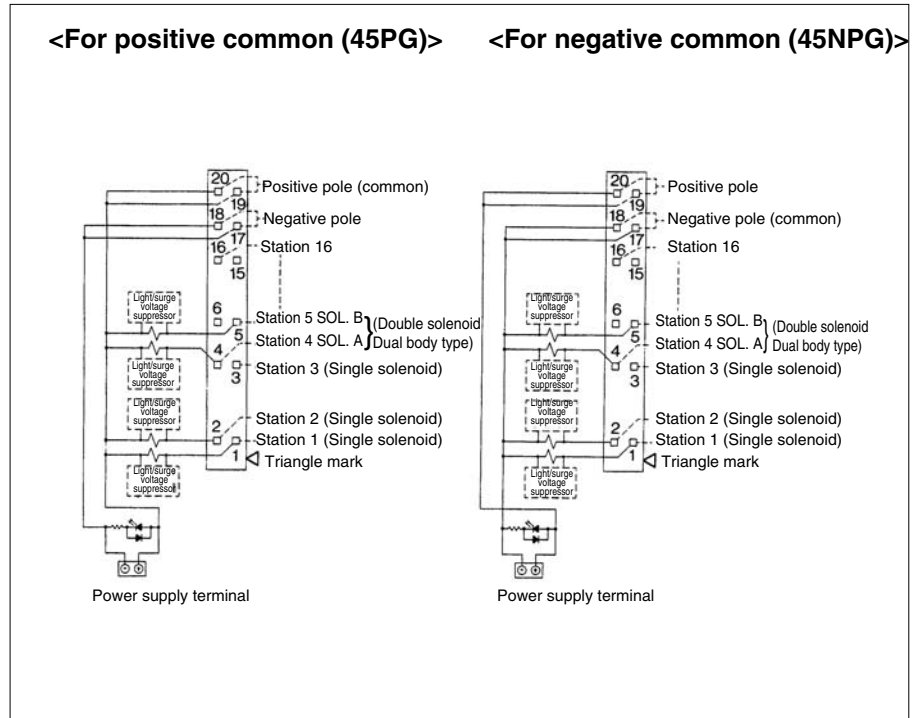 <For positive common (45PG)>
20
Positive pole (common)
19
18
Negative pole
17
16
Station 16
15
Light/surge
voltage
suppressor
6
Station 5 SOL. B
5
(Double solenoid
Station 4 SOL. A
Dual body type)
4
Light/surge
voltage
suppressor
Station 3 (Single solenoid)
3
Light/surge
voltage
suppressor
Station 2 (Single solenoid)
2
Station 1 (Single solenoid)
1
Triangle mark
Light/surge
voltage
suppressor
Power supply terminal
<For negative common (45NPG)>
20
Positive pole
19
18
Negative pole (common)
17
16
Station 16
15
Light/surge
voltage
suppressor
6
Station 5 SOL. B
5
(Double solenoid
Station 4 SOL. A
Dual body type)
4
Light/surge
voltage
suppressor
Station 3 (Single solenoid)
3
Light/surge
voltage
suppressor
Station 2 (Single solenoid)
2
Station 1 (Single solenoid)
1
Triangle mark
Light/surge
voltage
suppressor
Power supply terminal